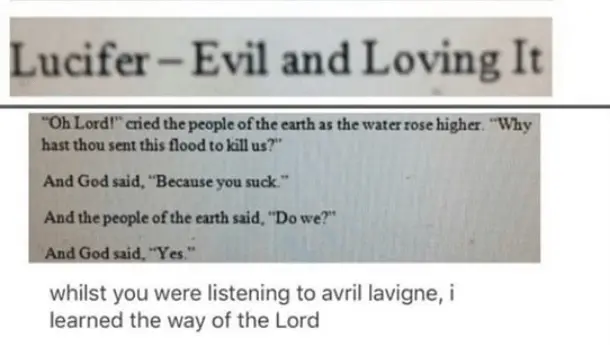 Lucifer – Evil and Loving It
"Oh Lord!" cried the people of the earth as the water rose higher. "Why
hast thou sent this flood to kill us?"
And God said, "Because you suck."
And the people of the earth said, "Do we?"
And God said, "Yes."
whilst you were listening to avril lavigne, i
learned the way of the Lord